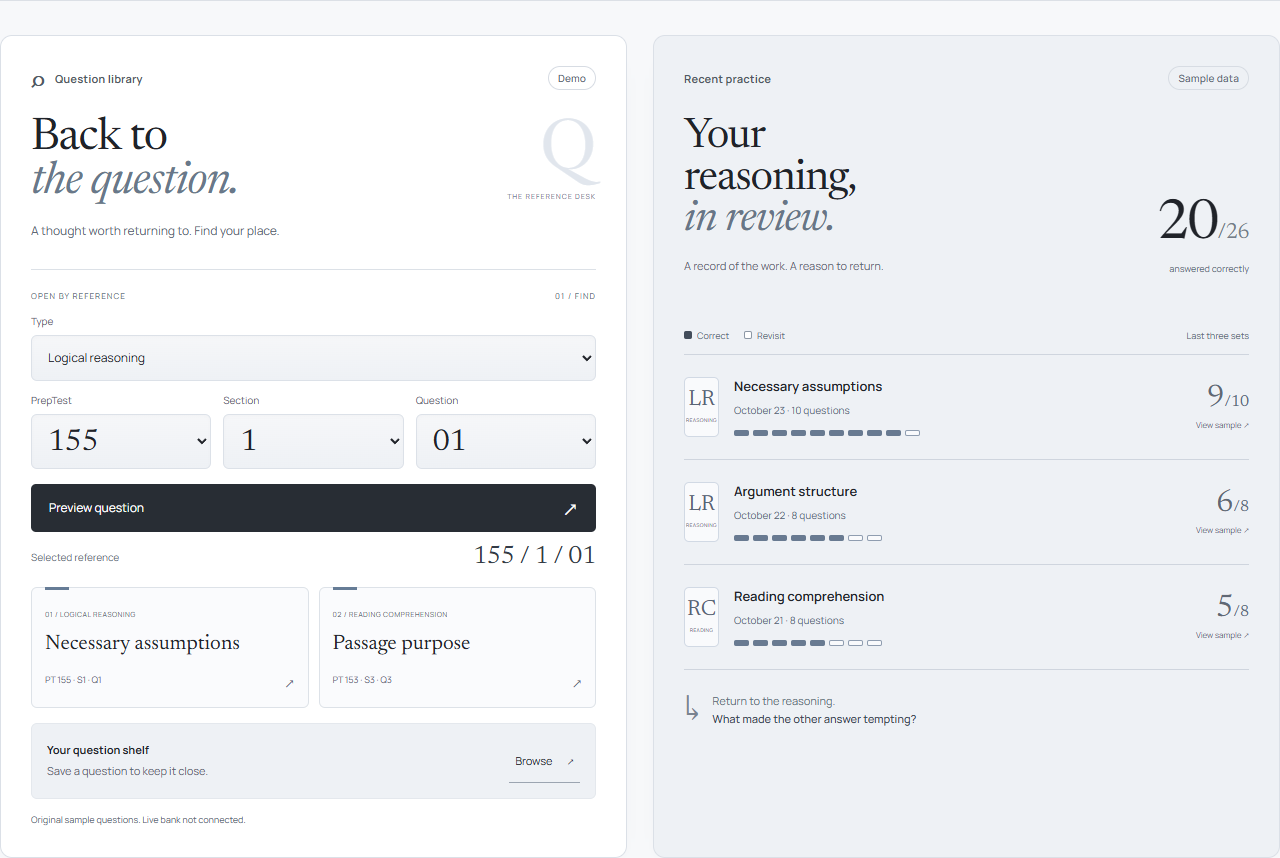 Question library
Demo
Back to
the question.
Q
THE REFERENCE DESK
A thought worth returning to. Find your place.
OPEN BY REFERENCE
01 / FIND
Type
Logical reasoning
PrepTest
Section
Question
155
1
01
Preview question ↗
Selected reference
155 / 1 / 01
01 / LOGICAL REASONING
Necessary assumptions
PT 155 · S1 · Q1 ↗
02 / READING COMPREHENSION
Passage purpose
PT 153 · S3 · Q3 ↗
Your question shelf
Save a question to keep it close.
Browse ↗
Original sample questions. Live bank not connected.
Recent practice
Sample data
Your
reasoning,
in review.
A record of the work. A reason to return.
20/26
answered correctly
Correct
Revisit
Last three sets
LR
REASONING
Necessary assumptions
October 23 · 10 questions
9/10
View sample ↗
LR
REASONING
Argument structure
October 22 · 8 questions
6/8
View sample ↗
RC
READING
Reading comprehension
October 21 · 8 questions
5/8
View sample ↗
↳
Return to the reasoning.
What made the other answer tempting?